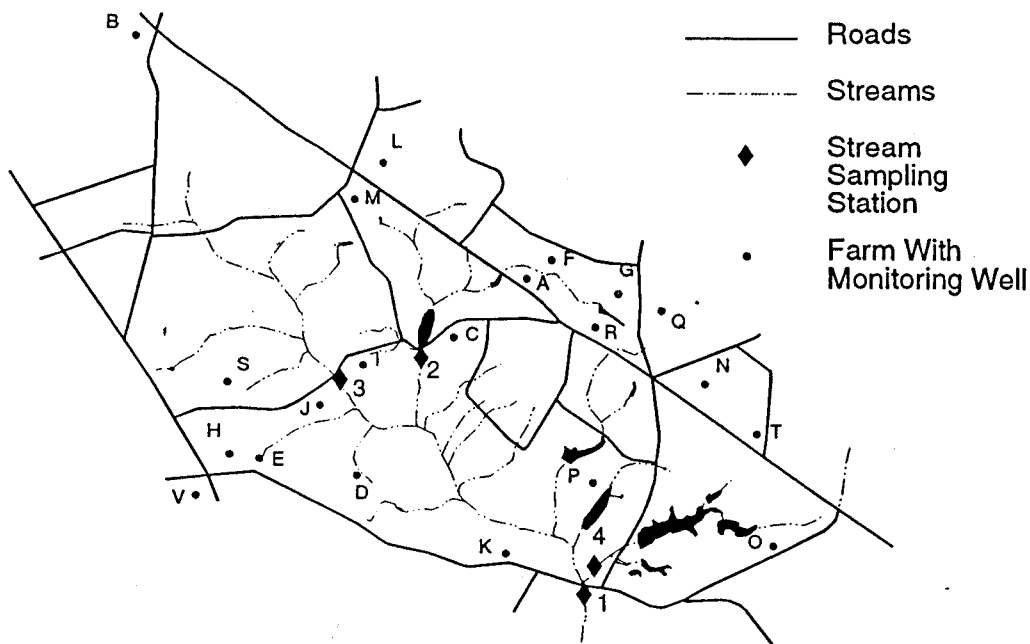 B
Roads
Streams
Stream
Sampling
Station
Farm With
Monitoring Well
L
M
F
A
G
Q
R
C
2
I
3
S
J
N
T
H
E
D
V
P
4
O
K
1